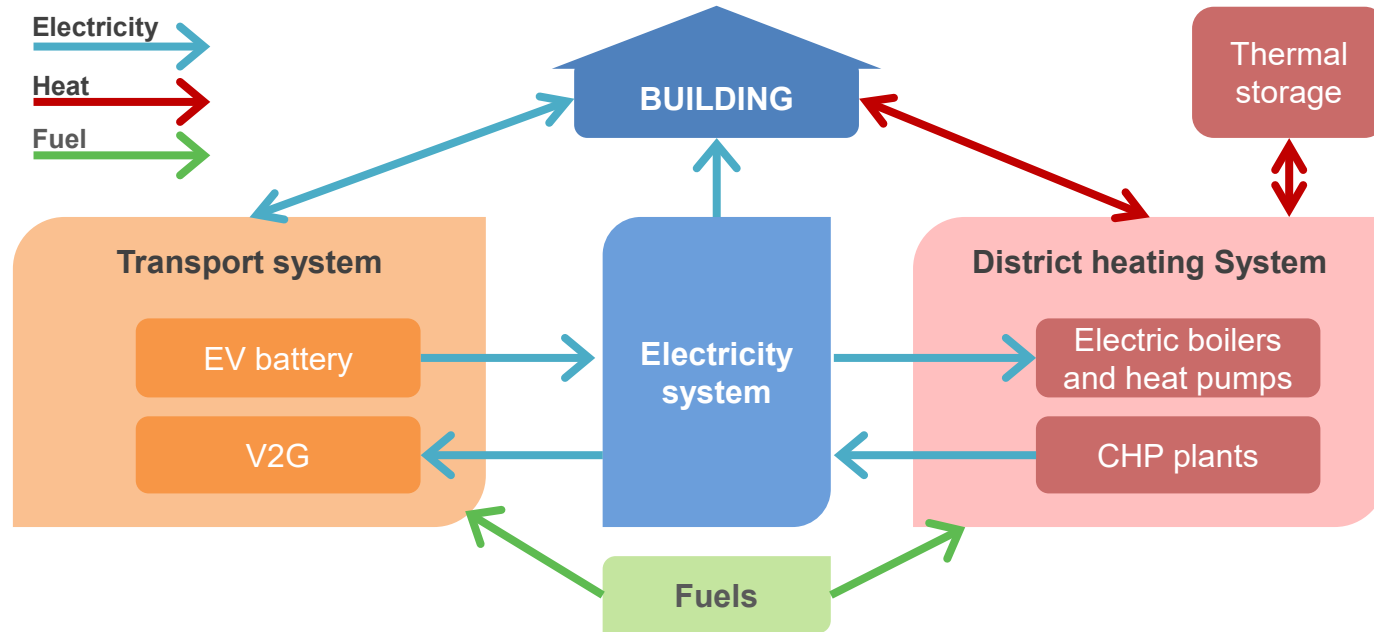 Electricity
Heat
Fuel
BUILDING
Thermal
storage
Transport system
EV battery
V2G
Electricity
system
District heating System
Electric boilers
and heat pumps
CHP plants
Fuels